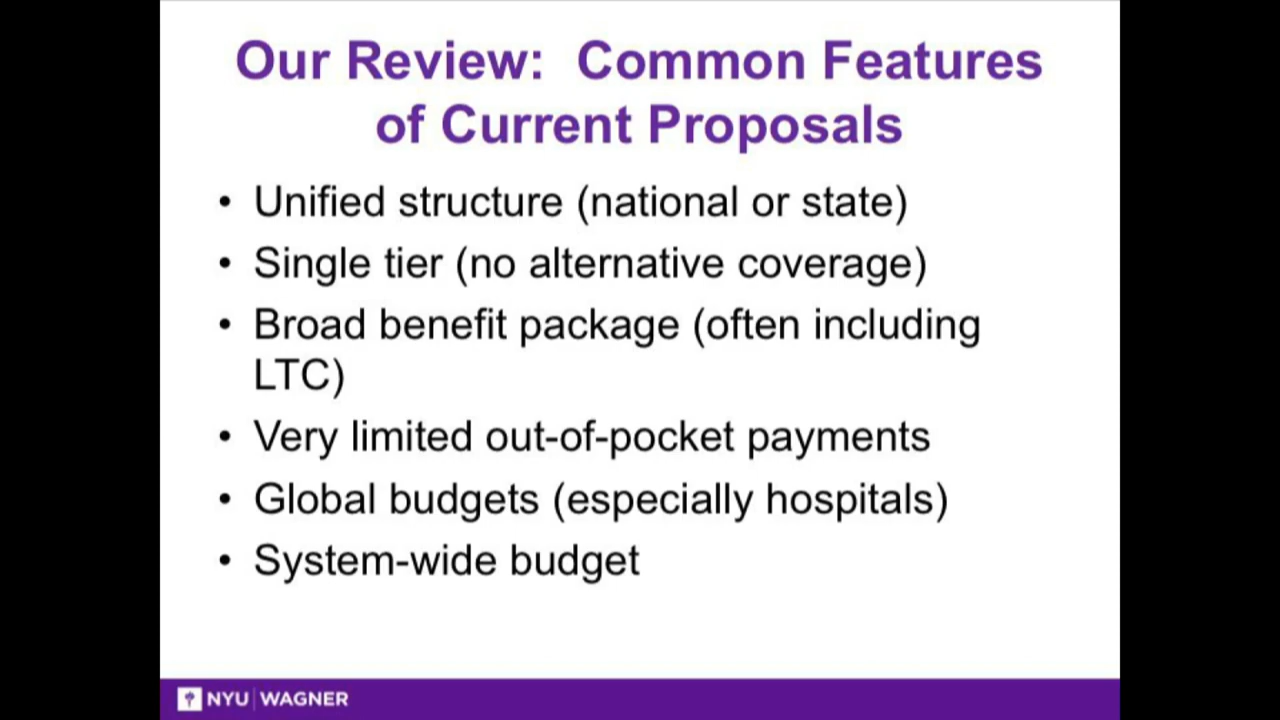 Our Review: Common Features
of Current Proposals
• Unified structure (national or state)
• Single tier (no alternative coverage)
• Broad benefit package (often including
LTC)
• Very limited out-of-pocket payments
• Global budgets (especially hospitals)
• System-wide budget
NYU WAGNER